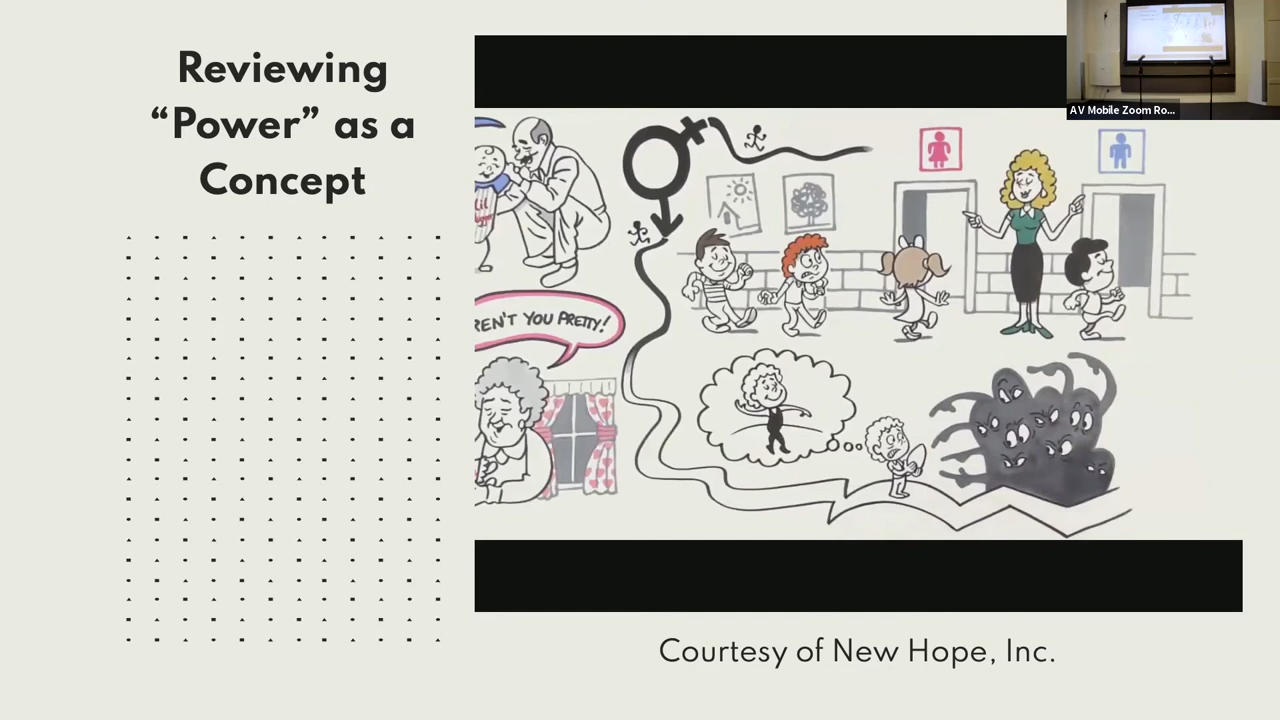 Reviewing
“Power” as a
Concept
AV Mobile Zoom Ro...
REN'T YOU PRETTY!
Courtesy of New Hope, Inc.